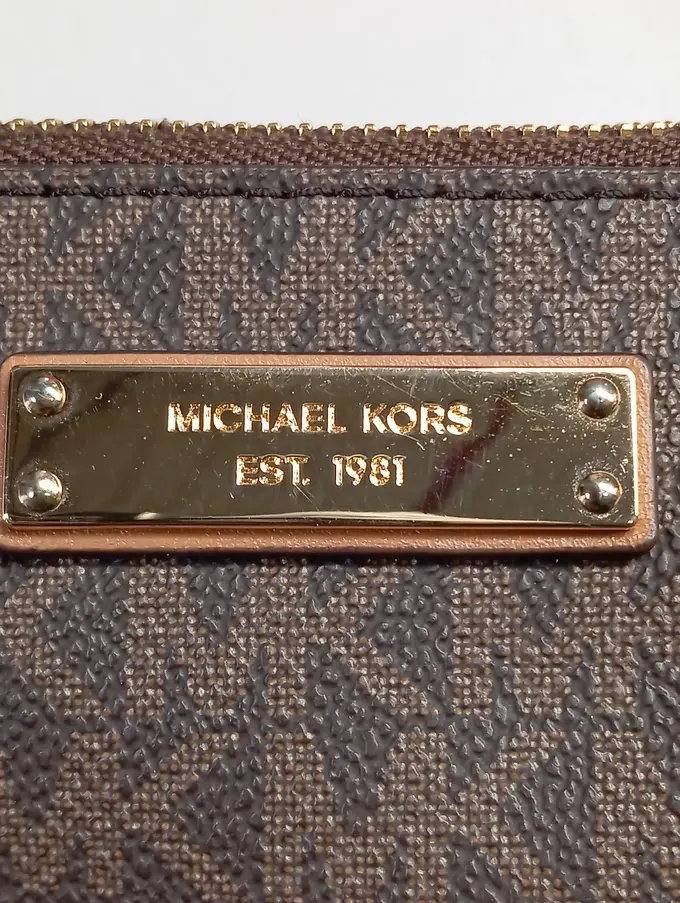 MICHAEL KORS
EST. 1981